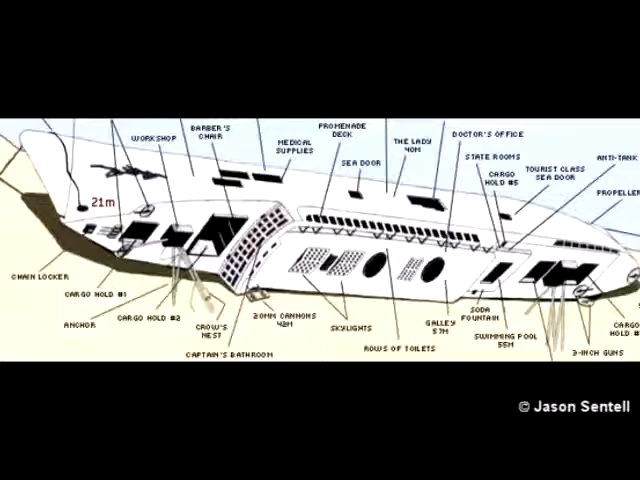 BARBER'S
CHAIR
WORKSHOP
MEDICAL
SUPPLIES
PROMENADE
DECK
SEA DOOR
THE LADY
40M
DOCTOR'S OFFICE
STATE ROOMS
CARGO
HOLD #5
TOURIST CLASS
SEA DOOR
ANTI-TANK
PROPELLER
21m
CHAIN LOCKER
CARGO HOLD #1
ANCHOR
CARGO HOLD #2
CROW'S
NEST
CAPTAIN'S BATHROOM
20MM CANNONS
42M
SKYLIGHTS
ROWS OF TOILETS
GALLEY
57M
SODA
FOUNTAIN
SWIMMING POOL
55M
3-INCH GUNS
CARGO
© Jason Sentell